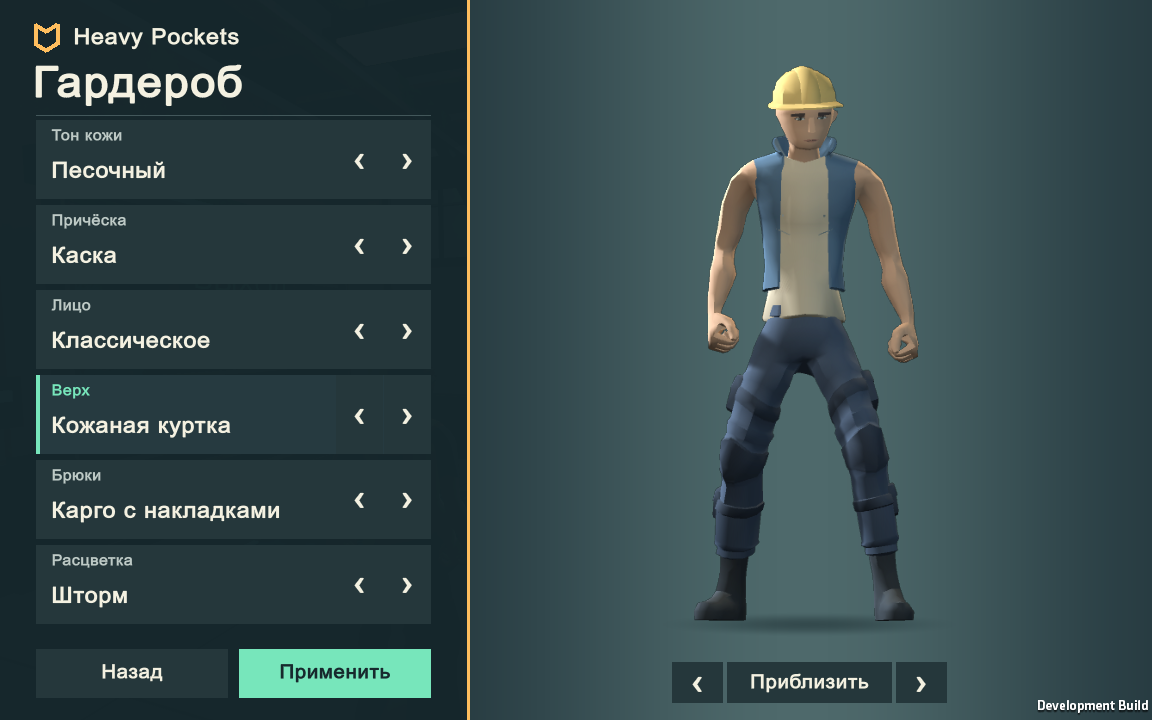 Heavy Pockets
Гардероб
Тон кожи
Песочный
Причёска
Каска
Лицо
Классическое
Верх
Кожаная куртка
Брюки
Карго с накладками
Расцветка
Шторм
Назад
Применить
Приблизить
Development Build